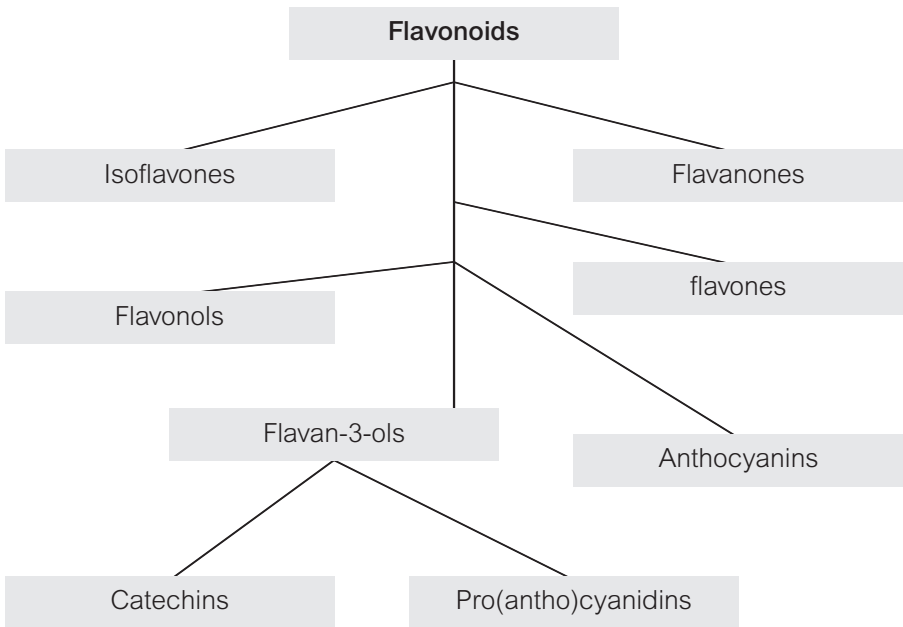 Flavonoids
Isoflavones
Flavanones
flavones
Flavonols
Flavan-3-ols
Anthocyanins
Catechins
Pro(antho)cyanidins